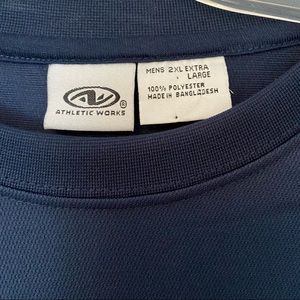 ATHLETIC WORKS
MENS 2XL EXTRA
LARGE
100% POLYESTER
MADE IN BANGLADESH